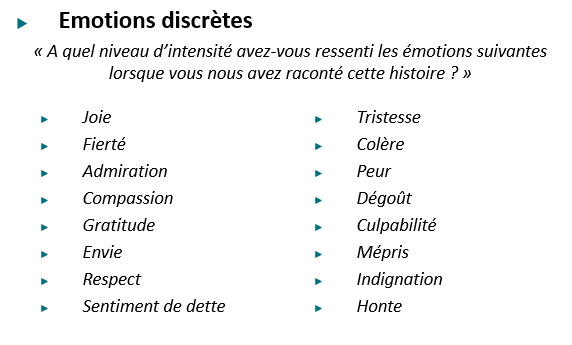 Emotions discrètes
« A quel niveau d'intensité avez-vous ressenti les émotions suivantes
lorsque vous nous avez raconté cette histoire ? »
Joie
Fierté
Admiration
Compassion
Gratitude
Envie
Respect
Sentiment de dette
Tristesse
Colère
Peur
Dégoût
Culpabilité
Mépris
Indignation
Honte